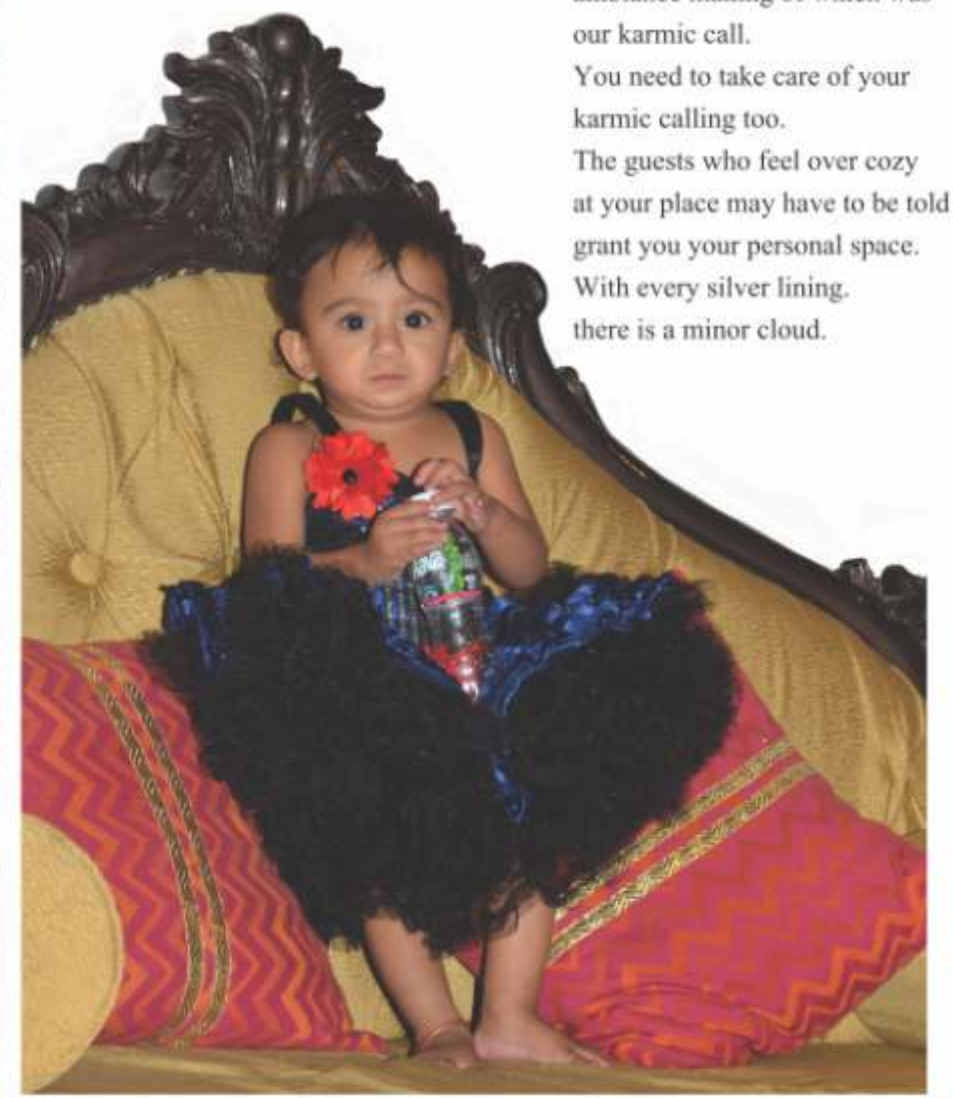 our karmic call.
You need to take care of your
karmic calling too.
The guests who feel over cozy
at your place may have to be told
grant you your personal space.
With every silver lining.
there is a minor cloud.